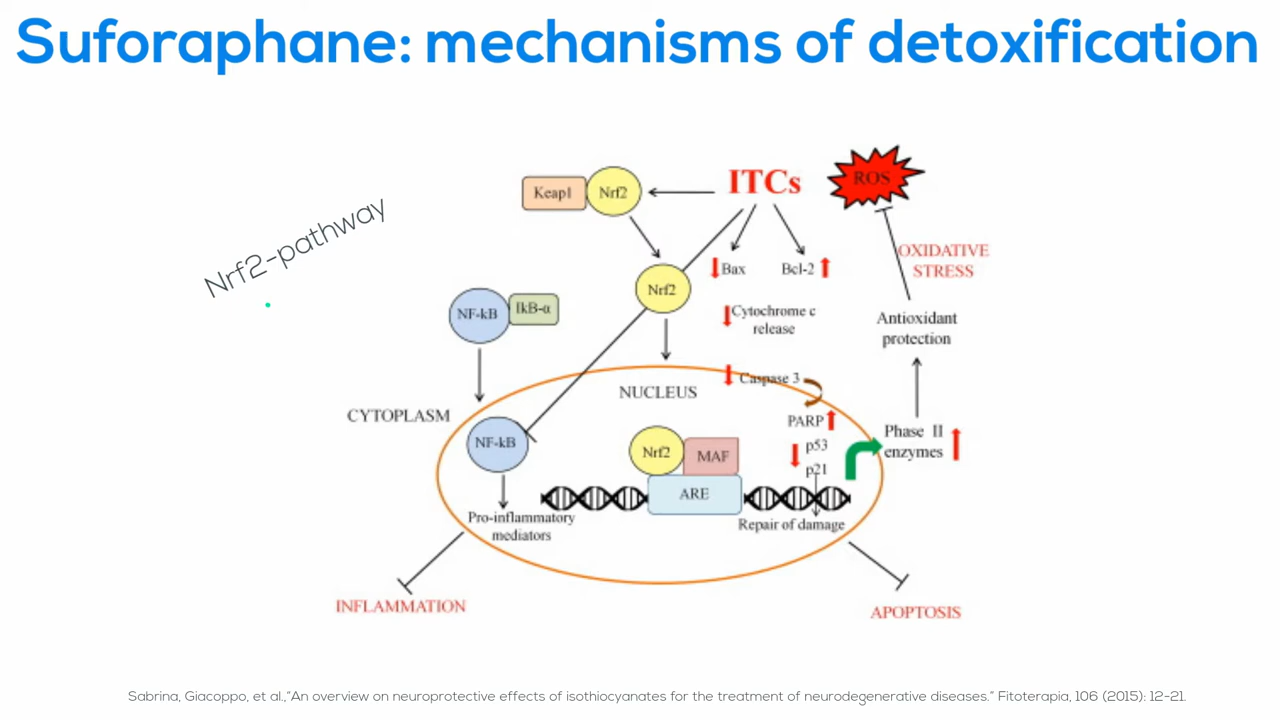 Suforaphane: mechanisms of detoxification
Nrf2-pathway
Keap1
Nrf2
ITCs
ROS
Bax
Bcl-2
OXIDATIVE
STRESS
Nrf2
NF-kB
IkB-α
Cytochrome c
release
Antioxidant
protection
Caspase 3
NUCLEUS
CYTOPLASM
PARP
NF-kB
Nrf2
MAF
p53
p21
Phase II
enzymes
ARE
Pro-inflammatory
mediators
Repair of damage
INFLAMMATION
APOPTOSIS
Sabrina, Giacoppo, et al.,"An overview on neuroprotective effects of isothiocyanates for the treatment of neurodegenerative diseases." Fitoterapia, 106 (2015): 12-21.